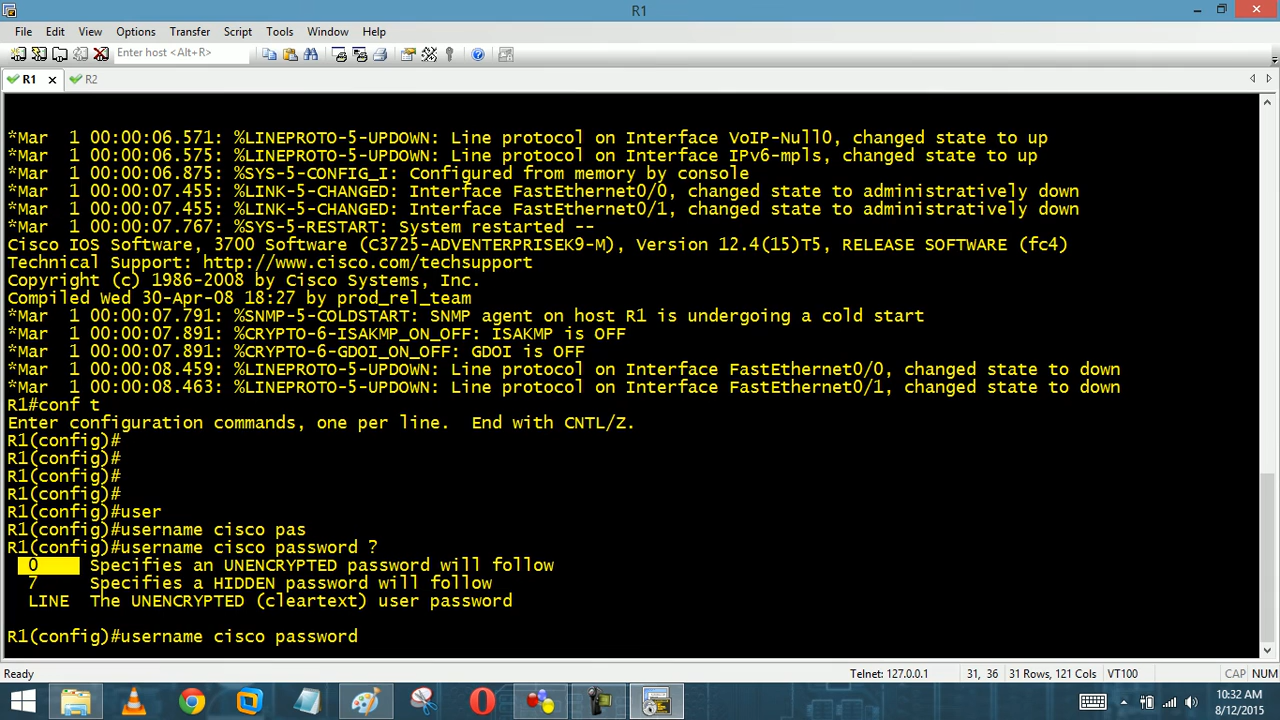 R1
File Edit View Options Transfer Script Tools Window Help
Enter host <Alt+R>
R1 R2
*Mar  1 00:00:06.571: %LINEPROTO-5-UPDOWN: Line protocol on Interface VoIP-Null0, changed state to up
*Mar  1 00:00:06.575: %LINEPROTO-5-UPDOWN: Line protocol on Interface IPv6-mpls, changed state to up
*Mar  1 00:00:06.875: %SYS-5-CONFIG_I: Configured from memory by console
*Mar  1 00:00:07.455: %LINK-5-CHANGED: Interface FastEthernet0/0, changed state to administratively down
*Mar  1 00:00:07.455: %LINK-5-CHANGED: Interface FastEthernet0/1, changed state to administratively down
*Mar  1 00:00:07.767: %SYS-5-RESTART: System restarted --
Cisco IOS Software, 3700 Software (C3725-ADVENTERPRISEK9-M), Version 12.4(15)T5, RELEASE SOFTWARE (fc4)
Technical Support: http://www.cisco.com/techsupport
Copyright (c) 1986-2008 by Cisco Systems, Inc.
Compiled Wed 30-Apr-08 18:27 by prod_rel_team
*Mar  1 00:00:07.791: %SNMP-5-COLDSTART: SNMP agent on host R1 is undergoing a cold start
*Mar  1 00:00:07.891: %CRYPTO-6-ISAKMP_ON_OFF: ISAKMP is OFF
*Mar  1 00:00:07.891: %CRYPTO-6-GDOI_ON_OFF: GDOI is OFF
*Mar  1 00:00:08.459: %LINEPROTO-5-UPDOWN: Line protocol on Interface FastEthernet0/0, changed state to down
*Mar  1 00:00:08.463: %LINEPROTO-5-UPDOWN: Line protocol on Interface FastEthernet0/1, changed state to down
R1#conf t
Enter configuration commands, one per line.  End with CNTL/Z.
R1(config)#
R1(config)#
R1(config)#
R1(config)#
R1(config)#user
R1(config)#username cisco pas
R1(config)#username cisco password ?
0     Specifies an UNENCRYPTED password will follow
7     Specifies a HIDDEN password will follow
LINE  The UNENCRYPTED (cleartext) user password
R1(config)#username cisco password
Ready Telnet: 127.0.0.1 31, 36 31 Rows, 121 Cols VT100 CAP NUM
10:32 AM
8/12/2015